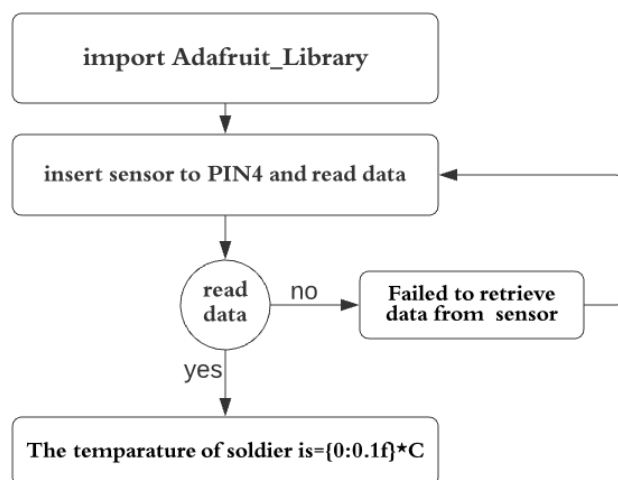 import Adafruit_Library
insert sensor to PIN4 and read data
read
data
no
Failed to retrieve
data from sensor
yes
The temparature of soldier is={0:0.1f}*C